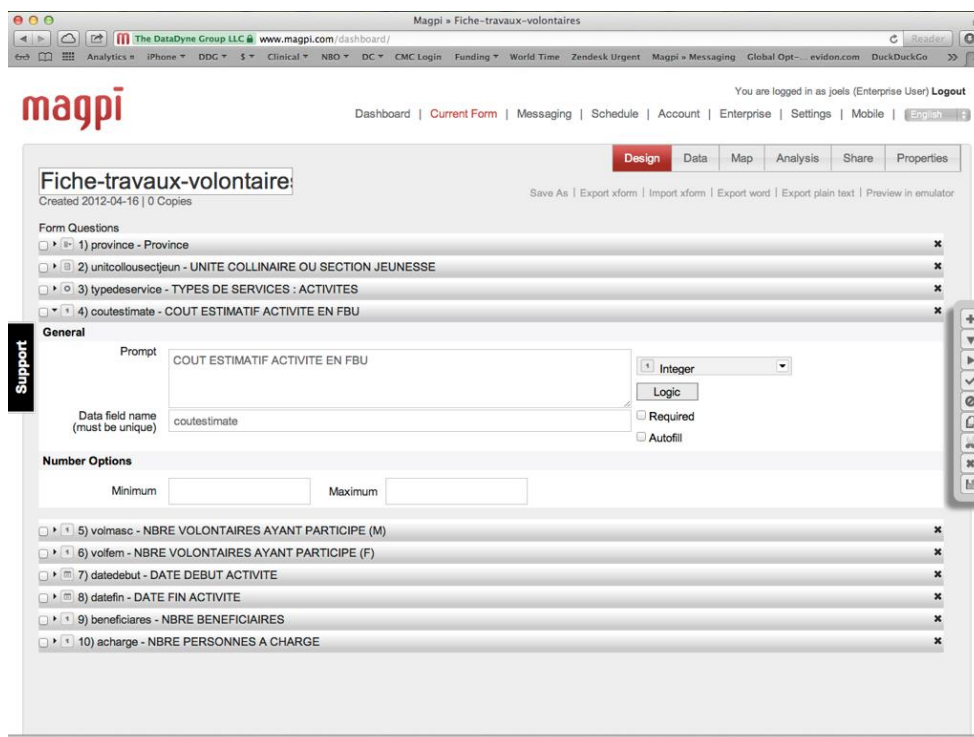 Magpi » Fiche-travaux-volontaires
The DataDyne Group LLC www.magpi.com/dashboard/
Reader
Analytics iPhone DDG $ Clinical NBO DC CMC Login Funding World Time Zendesk Urgent Magpi » Messaging Global Opt-... evidon.com DuckDuckGo
You are logged in as joels (Enterprise User) Logout
magpi
Dashboard | Current Form | Messaging | Schedule | Account | Enterprise | Settings | Mobile | English
Design Data Map Analysis Share Properties
Fiche-travaux-volontaires
Save As | Export xform | Import xform | Export word | Export plain text | Preview in emulator
Created 2012-04-16 | 0 Copies
Form Questions
1) province - Province
2) unitcollousectjeun - UNITE COLLINAIRE OU SECTION JEUNESSE
3) typedeservice - TYPES DE SERVICES : ACTIVITES
4) coutestimate - COUT ESTIMATIF ACTIVITE EN FBU
General
Support
Prompt
COUT ESTIMATIF ACTIVITE EN FBU
Integer
Logic
Data field name
(must be unique)
coutestimate
Required
Autofill
Number Options
Minimum Maximum
5) volmasc - NBRE VOLONTAIRES AYANT PARTICIPE (M)
6) volfem - NBRE VOLONTAIRES AYANT PARTICIPE (F)
7) datedebut - DATE DEBUT ACTIVITE
8) datefin - DATE FIN ACTIVITE
9) beneficiares - NBRE BENEFICIAIRES
10) acharge - NBRE PERSONNES A CHARGE